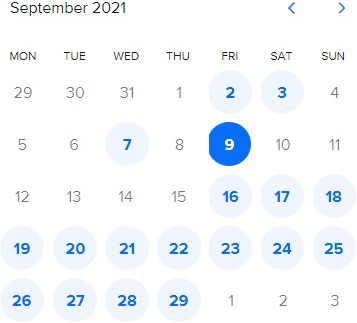 September 2021
MON TUE WED THU FRI SAT SUN
29 30 31 1 2 3 4
5 6 7 8 9 10 11
12 13 14 15 16 17 18
19 20 21 22 23 24 25
26 27 28 29 1 2 3